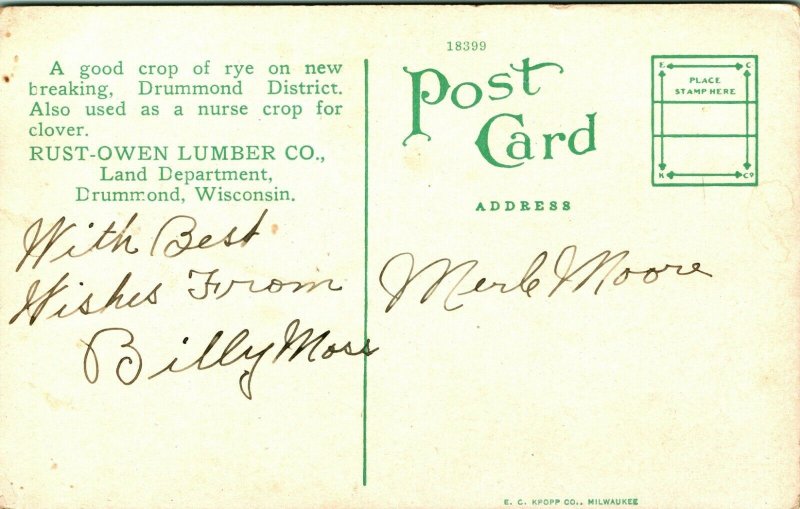 18399
A good crop of rye on new
breaking, Drummond District.
Also used as a nurse crop for
clover.
RUST-OWEN LUMBER CO.,
Land Department,
Drummond, Wisconsin.
Post
Card
ADDRESS
E C
PLACE
STAMP HERE
K Co
With Best
Wishes From
Billy Moss
Merle Moore
E. C. KROPP CO., MILWAUKEE